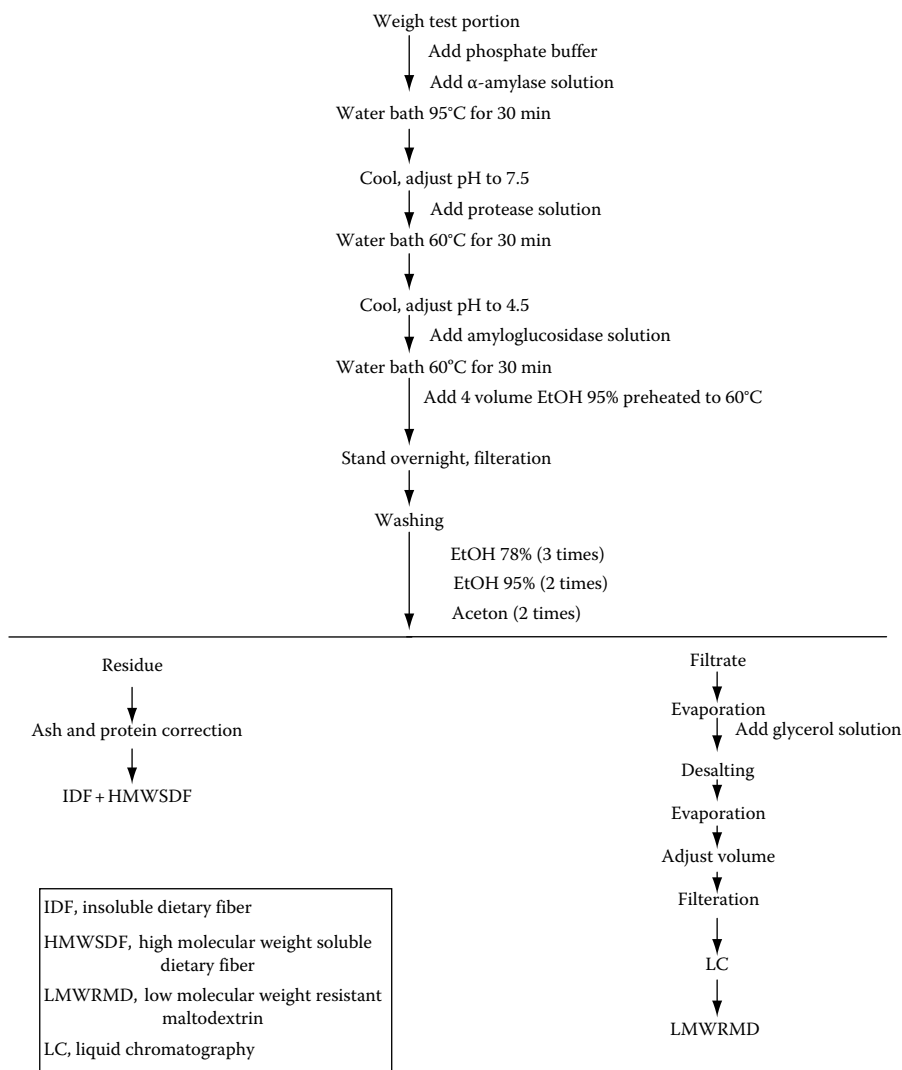 Weigh test portion
Add phosphate buffer
Add α-amylase solution
Water bath 95°C for 30 min
Cool, adjust pH to 7.5
Add protease solution
Water bath 60°C for 30 min
Cool, adjust pH to 4.5
Add amyloglucosidase solution
Water bath 60°C for 30 min
Add 4 volume EtOH 95% preheated to 60°C
Stand overnight, filteration
Washing
EtOH 78% (3 times)
EtOH 95% (2 times)
Aceton (2 times)
Residue
Ash and protein correction
IDF + HMWSDF
Filtrate
Evaporation
Add glycerol solution
Desalting
Evaporation
Adjust volume
Filteration
LC
LMWRMD
IDF, insoluble dietary fiber
HMWSDF, high molecular weight soluble
dietary fiber
LMWRMD, low molecular weight resistant
maltodextrin
LC, liquid chromatography